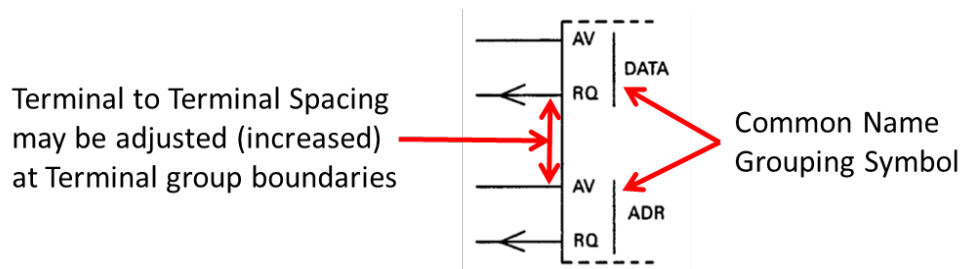 Terminal to Terminal Spacing
may be adjusted (increased)
at Terminal group boundaries
AV
DATA
RQ
AV
ADR
RQ
Common Name
Grouping Symbol